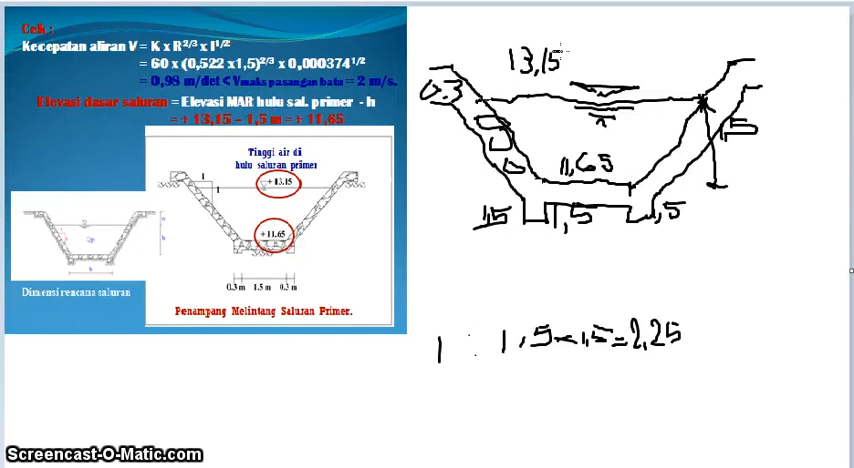 Cek :
Kecepatan aliran V = K x R2/3 x I1/2
= 60 x (0,522 x1,5)2/3 x 0,0003741/2
= 0,98 m/det < Vmaks pasangan batu = 2 m/s.
Elevasi dasar saluran = Elevasi MAR hulu sal. primer - h
= + 13,15 – 1,5 m = + 11,65
Tinggi air di
hulu saluran primer
1
1
+ 13.15
+ 11.65
0.3 m 1.5 m 0.3 m
Penampang Melintang Saluran Primer.
w
h
b
Dimensi rencana saluran
13,15
0.3
11,65
1,5
1,5 1,5 1,5
1 : 1,5 x 1,5 = 2,25
Screencast-O-Matic.com